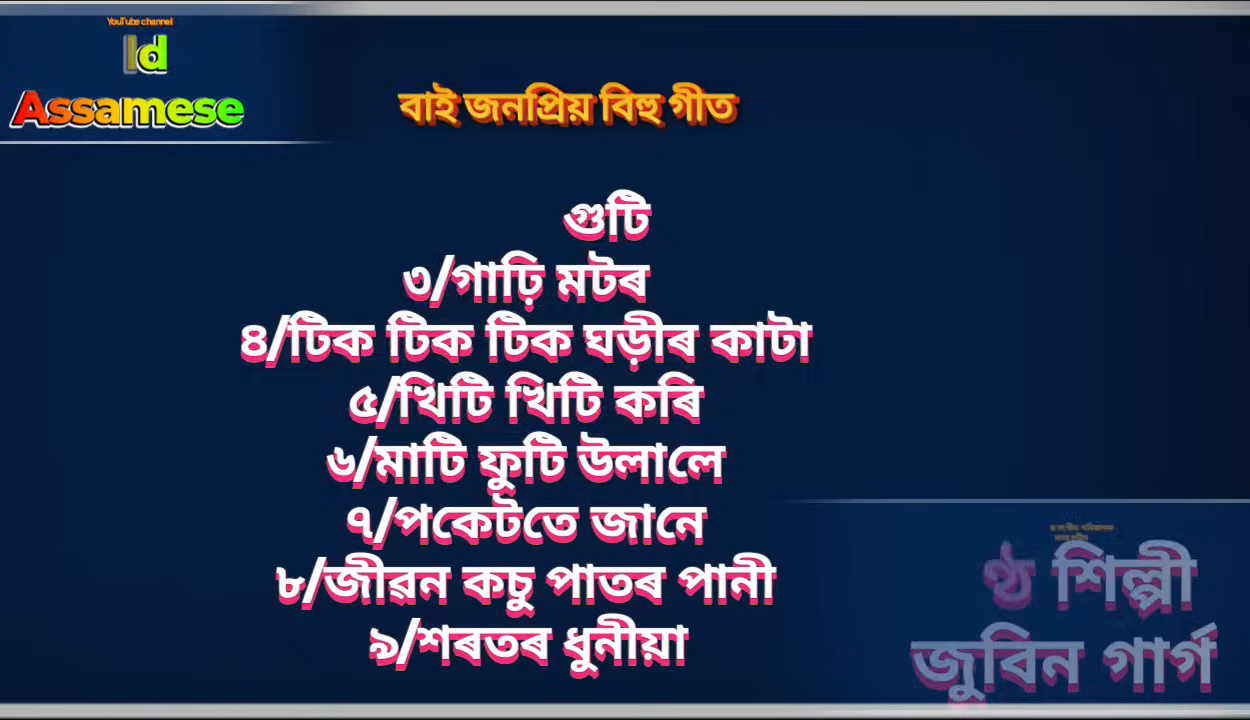 YouTube channel
Id
Assamese
বাই জনপ্রিয় বিহু গীত
গুটি
৩/গাঢ়ি মটৰ
৪/টিক টিক টিক ঘড়ীৰ কাটা
৫/খিটি খিটি কৰি
৬/মাটি ফুটি উলালে
৭/পকেটতে জানে
৮/জীৱন কচু পাতৰ পানী
৯/শৰতৰ ধুনীয়া
শিল্পী
জুবিন গাৰ্গ